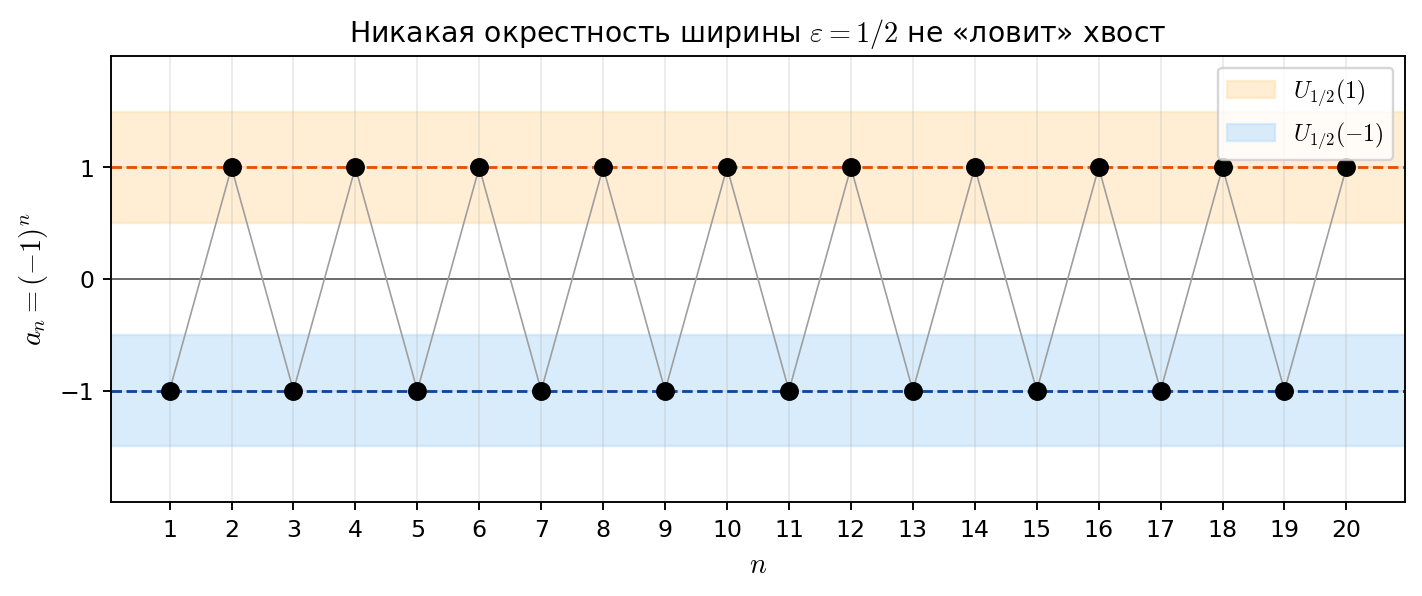 Никакая окрестность ширины ε = 1/2 не «ловит» хвост
U_{1/2}(1)
U_{1/2}(−1)
a_n = (−1)^n
1
0
−1
1 2 3 4 5 6 7 8 9 10 11 12 13 14 15 16 17 18 19 20
n